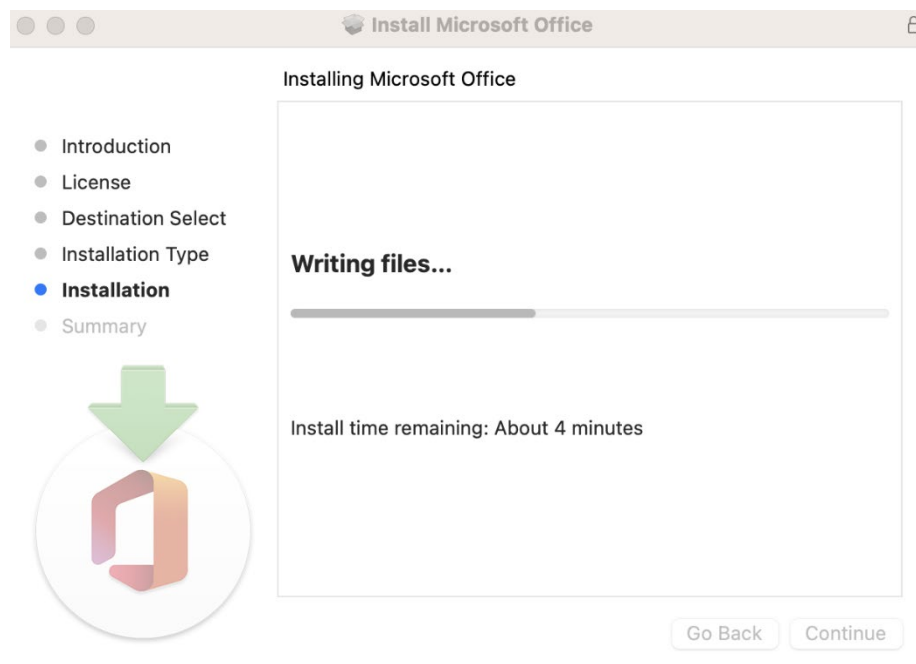 Install Microsoft Office
Installing Microsoft Office
Introduction
License
Destination Select
Installation Type
Installation
Summary
Writing files...
Install time remaining: About 4 minutes
Go Back
Continue